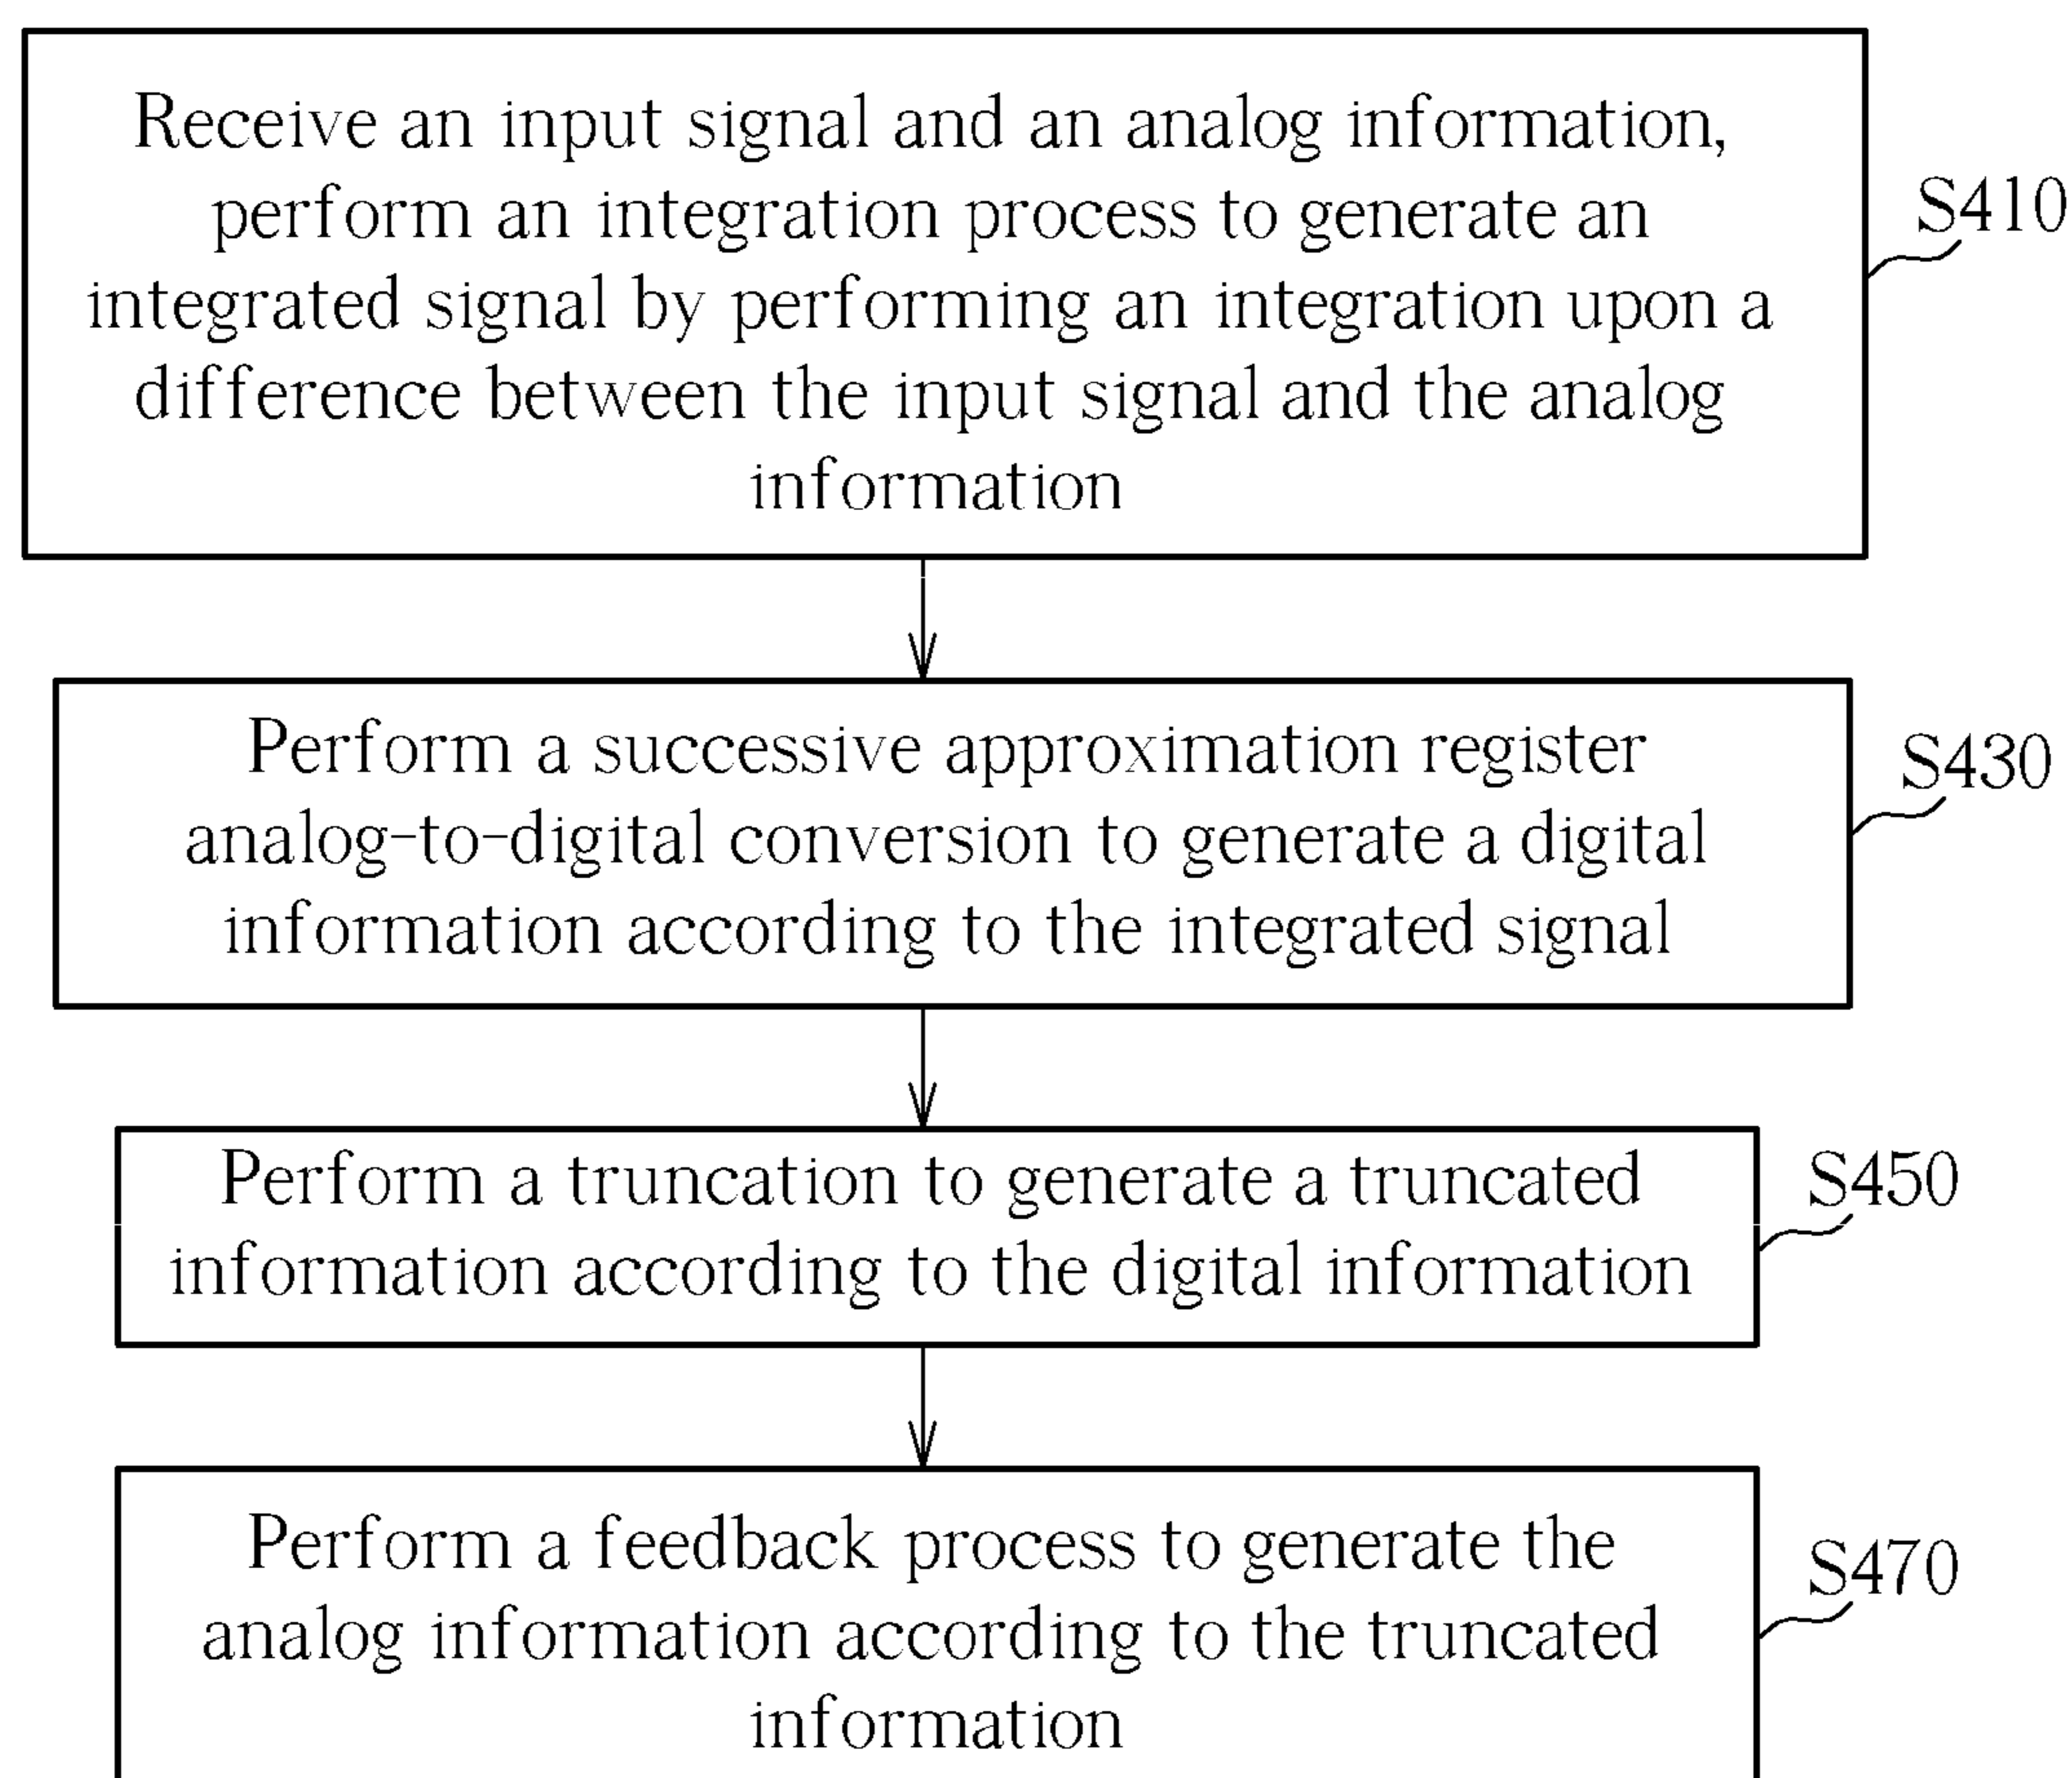 Receive an input signal and an analog information,
perform an integration process to generate an
integrated signal by performing an integration upon a
difference between the input signal and the analog
information
S410
Perform a successive approximation register
analog-to-digital conversion to generate a digital
information according to the integrated signal
S430
Perform a truncation to generate a truncated
information according to the digital information
S450
Perform a feedback process to generate the
analog information according to the truncated
information
S470